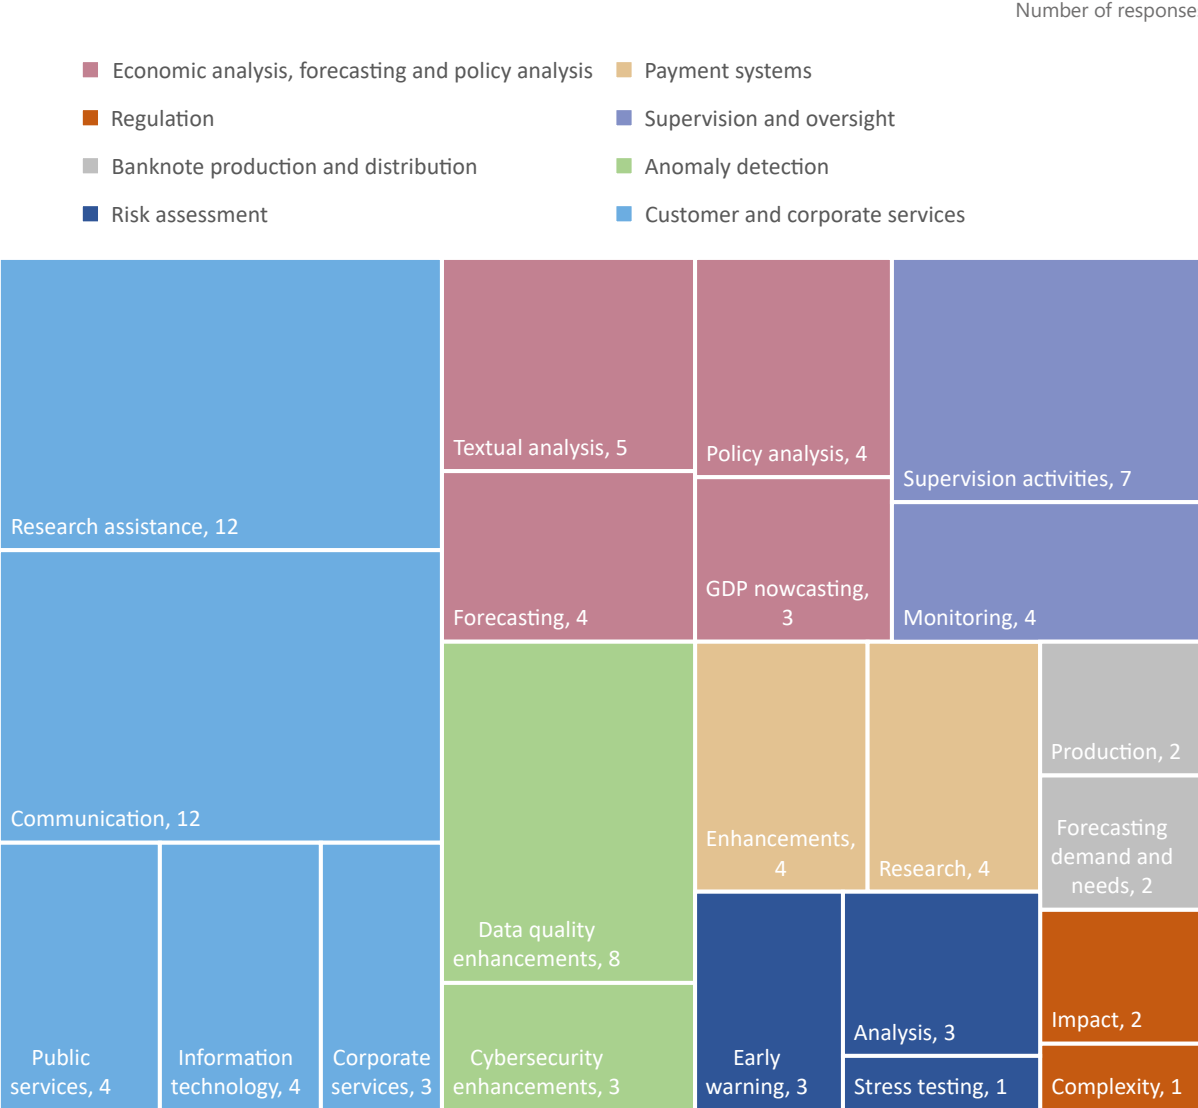 Number of response
Economic analysis, forecasting and policy analysis
Payment systems
Regulation
Supervision and oversight
Banknote production and distribution
Anomaly detection
Risk assessment
Customer and corporate services
Research assistance, 12
Communication, 12
Public
services, 4
Information
technology, 4
Corporate
services, 3
Textual analysis, 5
Forecasting, 4
Policy analysis, 4
GDP nowcasting,
3
Supervision activities, 7
Monitoring, 4
Data quality
enhancements, 8
Cybersecurity
enhancements, 3
Enhancements,
4
Research, 4
Production, 2
Forecasting
demand and
needs, 2
Early
warning, 3
Analysis, 3
Stress testing, 1
Impact, 2
Complexity, 1